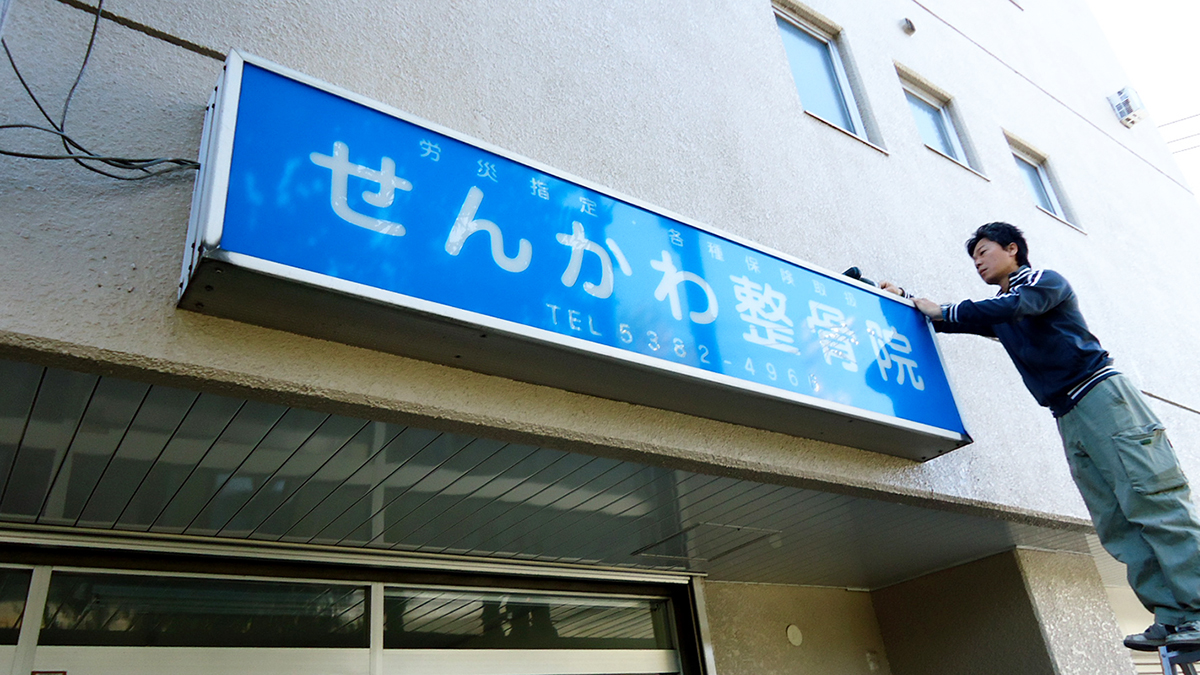 労災指定 各種保険取扱
せんかわ整骨院
TEL 5382-496